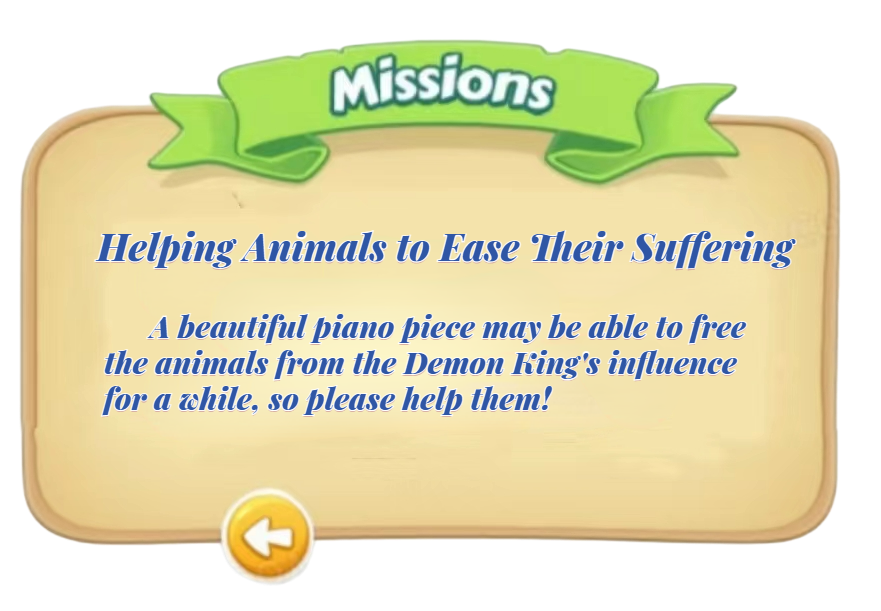 Missions
Helping Animals to Ease Their Suffering
A beautiful piano piece may be able to free
the animals from the Demon King's influence
for a while, so please help them!